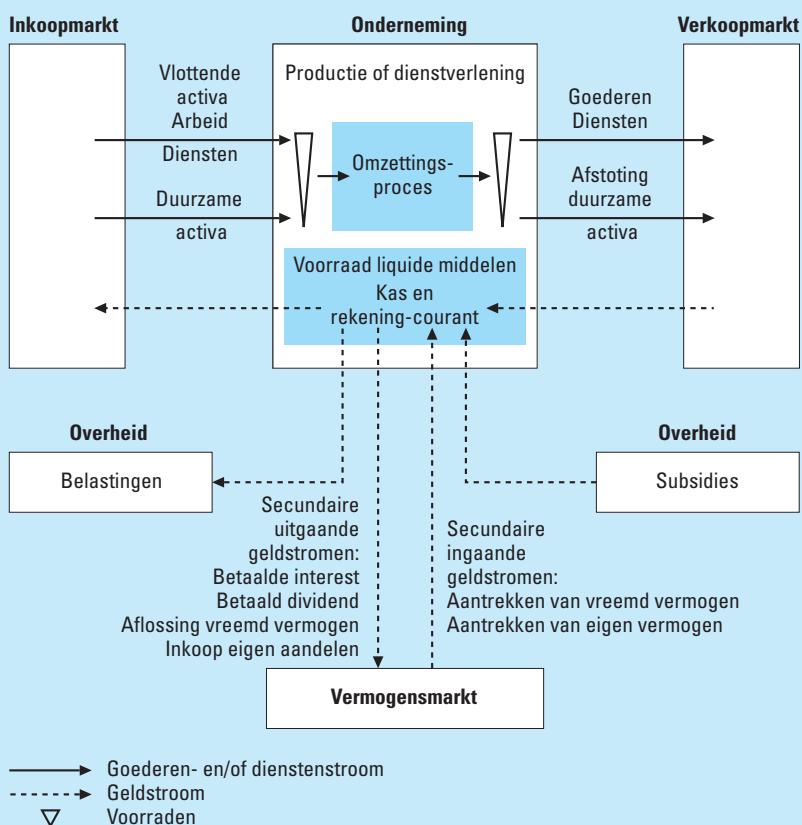 Inkoopmarkt
Onderneming
Verkoopmarkt
Productie of dienstverlening
Vlottende
activa
Arbeid
Diensten
Duurzame
activa
Omzettings-
proces
Goederen
Diensten
Afstoting
duurzame
activa
Voorraad liquide middelen
Kas en
rekening-courant
Overheid
Belastingen
Overheid
Subsidies
Secundaire
uitgaande
geldstromen:
Betaalde interest
Betaald dividend
Aflossing vreemd vermogen
Inkoop eigen aandelen
Secundaire
ingaande
geldstromen:
Aantrekken van vreemd vermogen
Aantrekken van eigen vermogen
Vermogensmarkt
Goederen- en/of dienstenstroom
Geldstroom
Voorraden